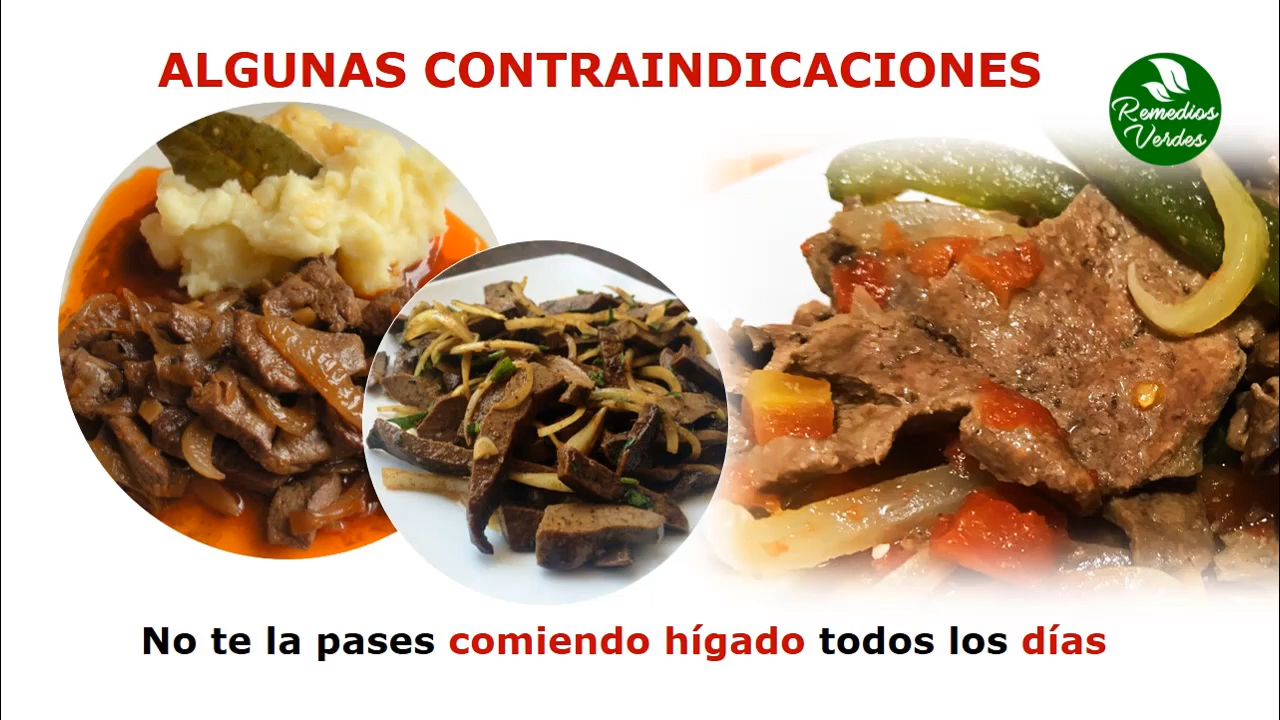 ALGUNAS CONTRAINDICACIONES
Remedios
Verdes
No te la pases comiendo hígado todos los días